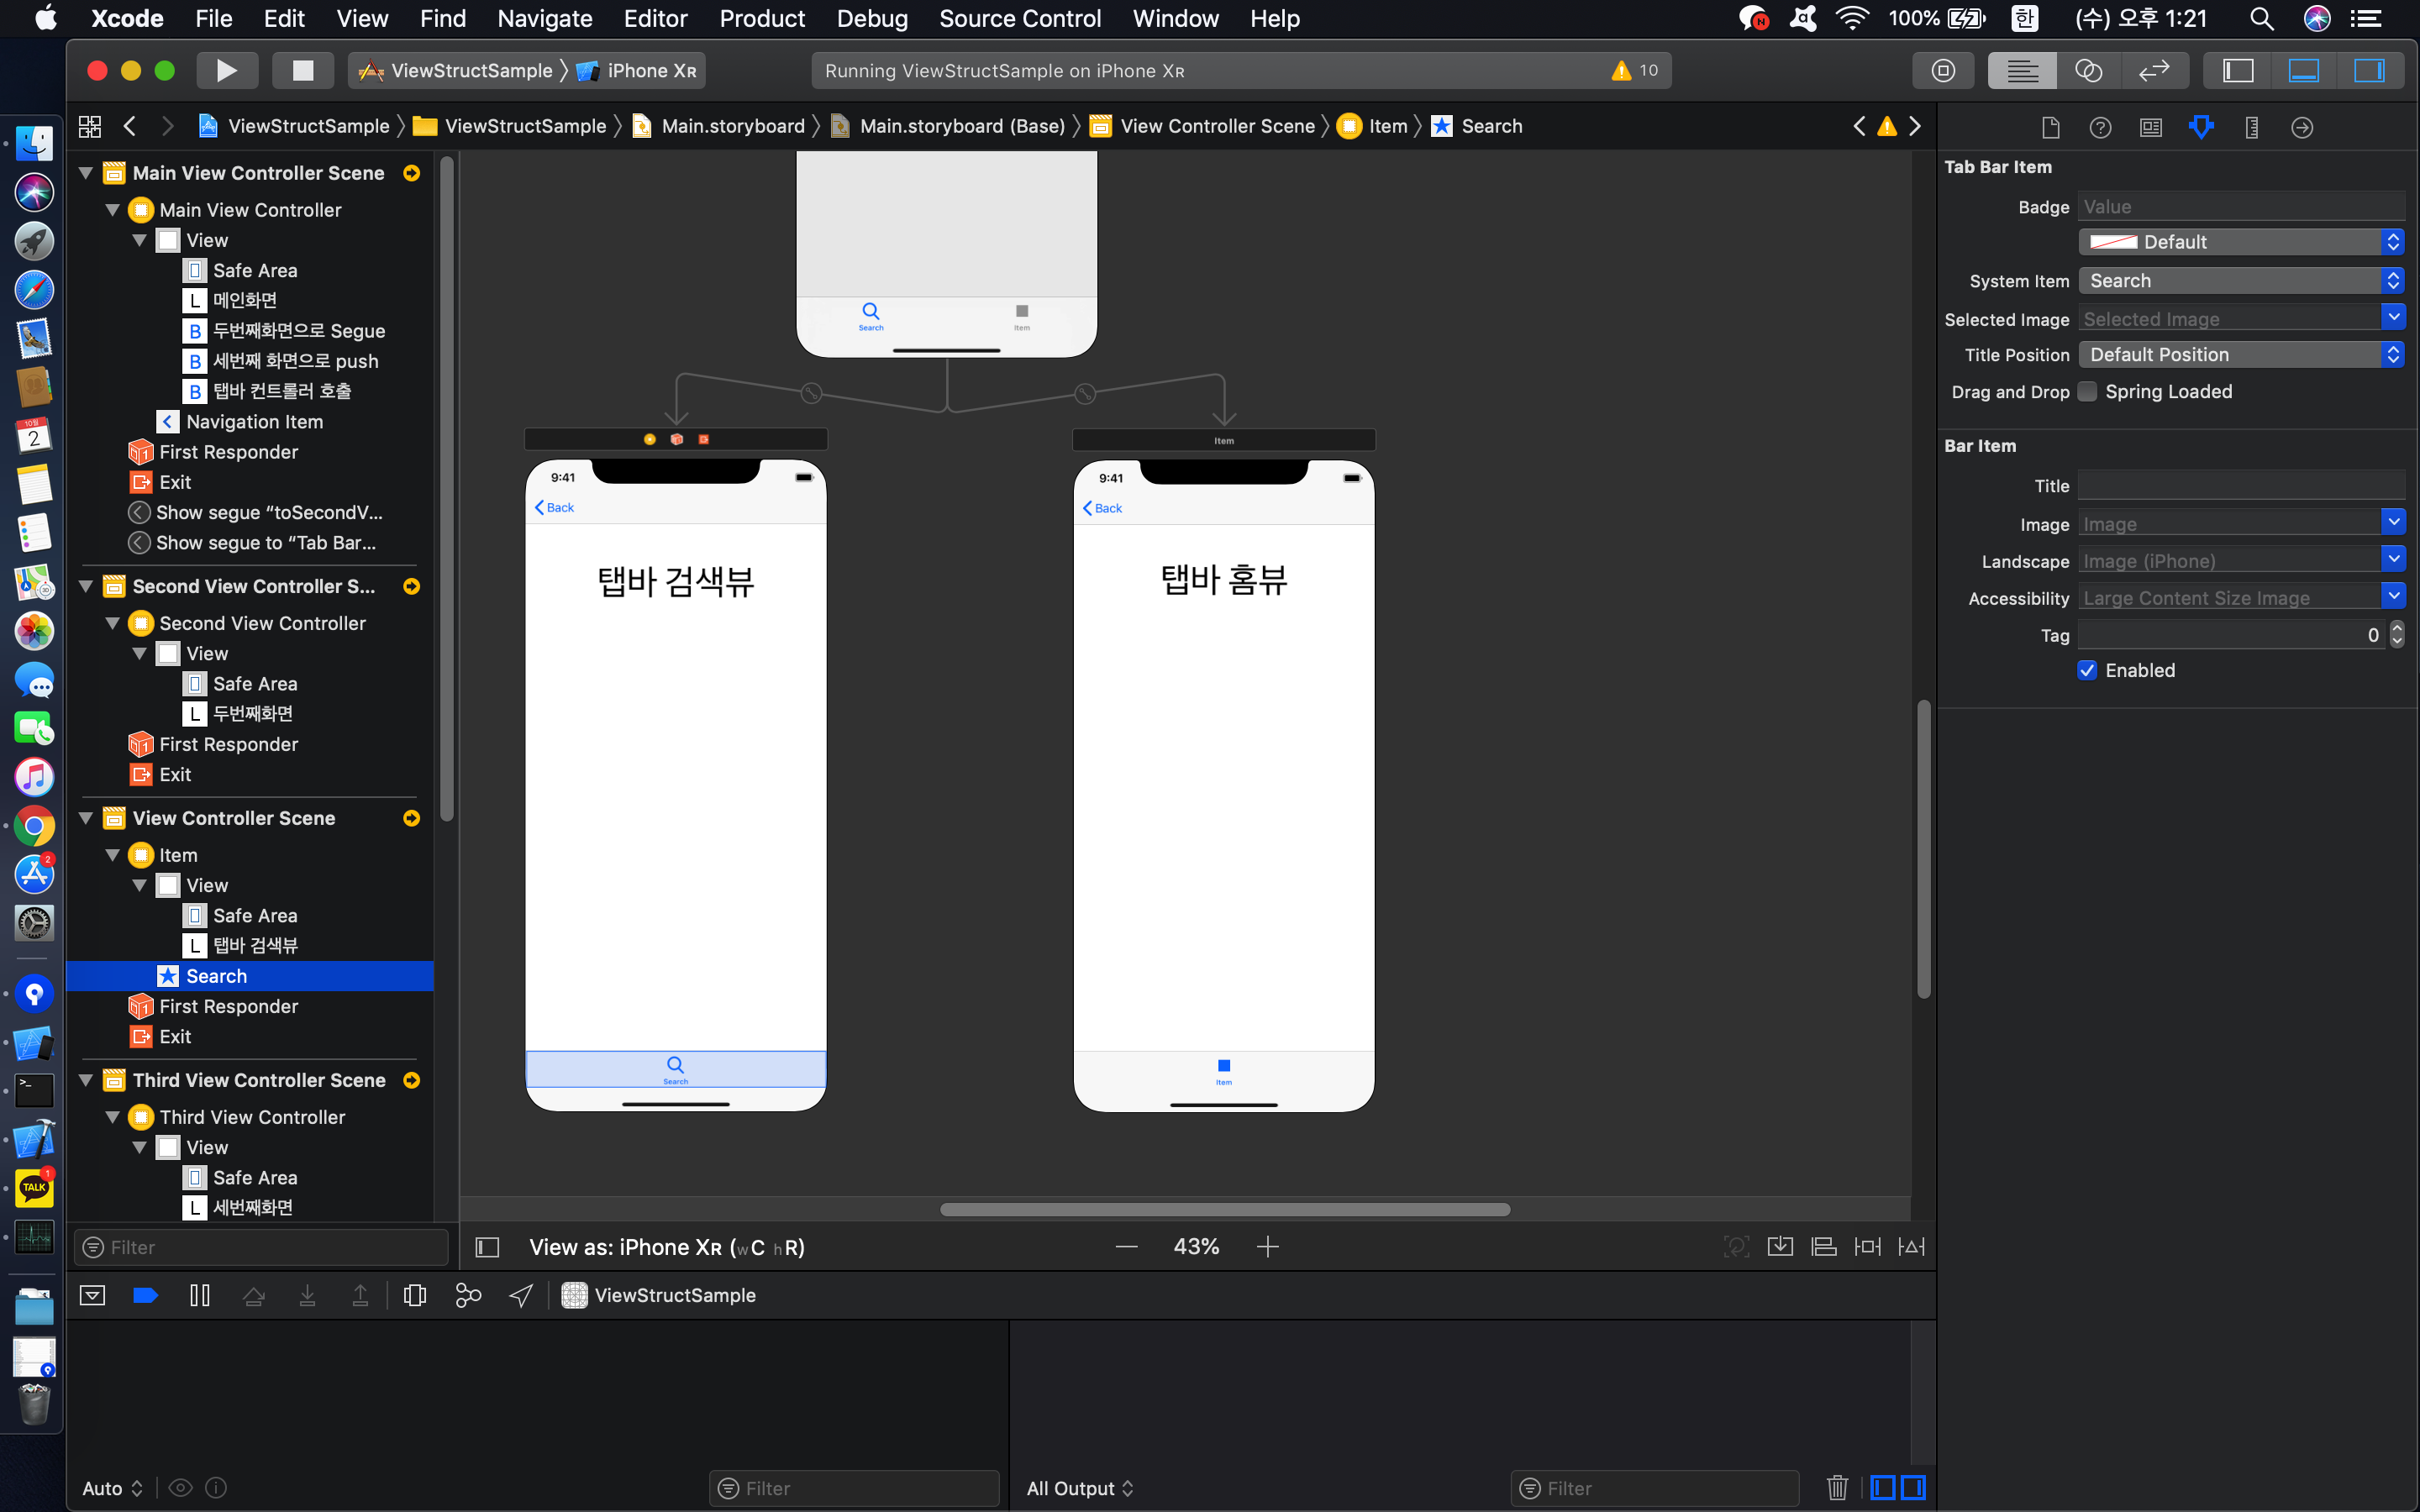 Xcode File Edit View Find Navigate Editor Product Debug Source Control Window Help
100% 한 (수) 오후 1:21
ViewStructSample iPhone XR
Running ViewStructSample on iPhone XR
10
ViewStructSample ViewStructSample Main.storyboard Main.storyboard (Base) View Controller Scene Item Search
Main View Controller Scene
Main View Controller
View
Safe Area
L 메인화면
B 두번째화면으로 Segue
B 세번째 화면으로 push
B 탭바 컨트롤러 호출
Navigation Item
First Responder
Exit
Show segue “toSecondV...
Show segue to “Tab Bar...
Second View Controller S...
Second View Controller
View
Safe Area
L 두번째화면
First Responder
Exit
View Controller Scene
Item
View
Safe Area
L 탭바 검색뷰
Search
First Responder
Exit
Third View Controller Scene
Third View Controller
View
Safe Area
L 세번째화면
Filter
Search
Item
9:41
Back
탭바 검색뷰
Search
Item
9:41
Back
탭바 홈뷰
Item
View as: iPhone XR (wC hR)
43%
Tab Bar Item
Badge Value
Default
System Item Search
Selected Image Selected Image
Title Position Default Position
Drag and Drop Spring Loaded
Bar Item
Title
Image Image
Landscape Image (iPhone)
Accessibility Large Content Size Image
Tag 0
Enabled
ViewStructSample
Auto
Filter
All Output
Filter
10월
2
2
TALK
1